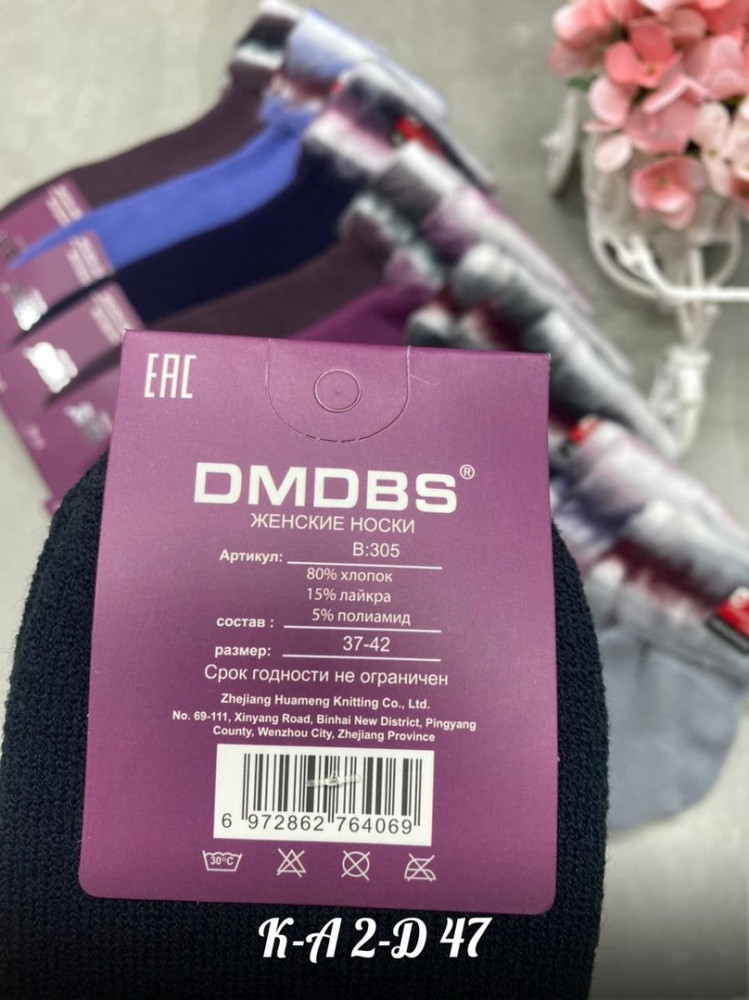 EAC
DMDBS®
ЖЕНСКИЕ НОСКИ
Артикул: B:305
80% хлопок
15% лайкра
состав : 5% полиамид
размер: 37-42
Срок годности не ограничен
Zhejiang Huameng Knitting Co., Ltd.
No. 69-111, Xinyang Road, Binhai New District, Pingyang
County, Wenzhou City, Zhejiang Province
6 972862 764069
30°C
К-А 2-D 47